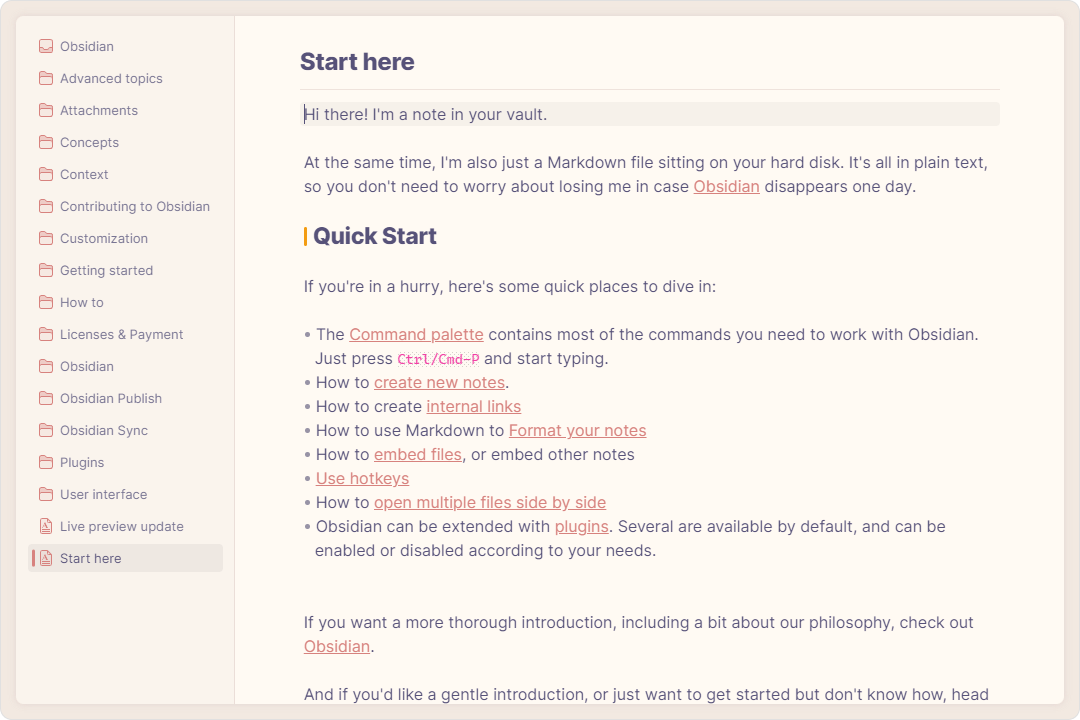 Obsidian
Advanced topics
Attachments
Concepts
Context
Contributing to Obsidian
Customization
Getting started
How to
Licenses & Payment
Obsidian
Obsidian Publish
Obsidian Sync
Plugins
User interface
Live preview update
Start here
Start here
Hi there! I'm a note in your vault.
At the same time, I'm also just a Markdown file sitting on your hard disk. It's all in plain text,
so you don't need to worry about losing me in case Obsidian disappears one day.
Quick Start
If you're in a hurry, here's some quick places to dive in:
• The Command palette contains most of the commands you need to work with Obsidian.
Just press Ctrl/Cmd-P and start typing.
• How to create new notes.
• How to create internal links
• How to use Markdown to Format your notes
• How to embed files, or embed other notes
• Use hotkeys
• How to open multiple files side by side
• Obsidian can be extended with plugins. Several are available by default, and can be
enabled or disabled according to your needs.
If you want a more thorough introduction, including a bit about our philosophy, check out
Obsidian.
And if you'd like a gentle introduction, or just want to get started but don't know how, head